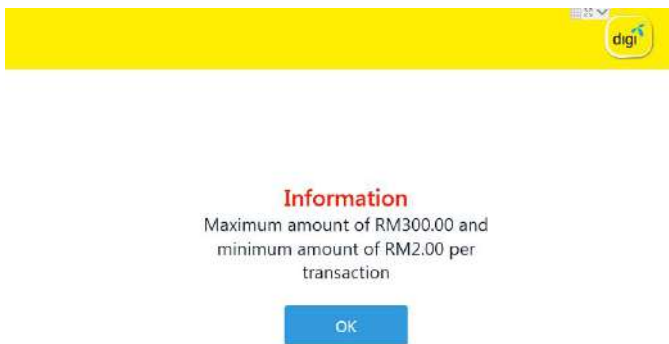 digi
Information
Maximum amount of RM300.00 and
minimum amount of RM2.00 per
transaction
OK